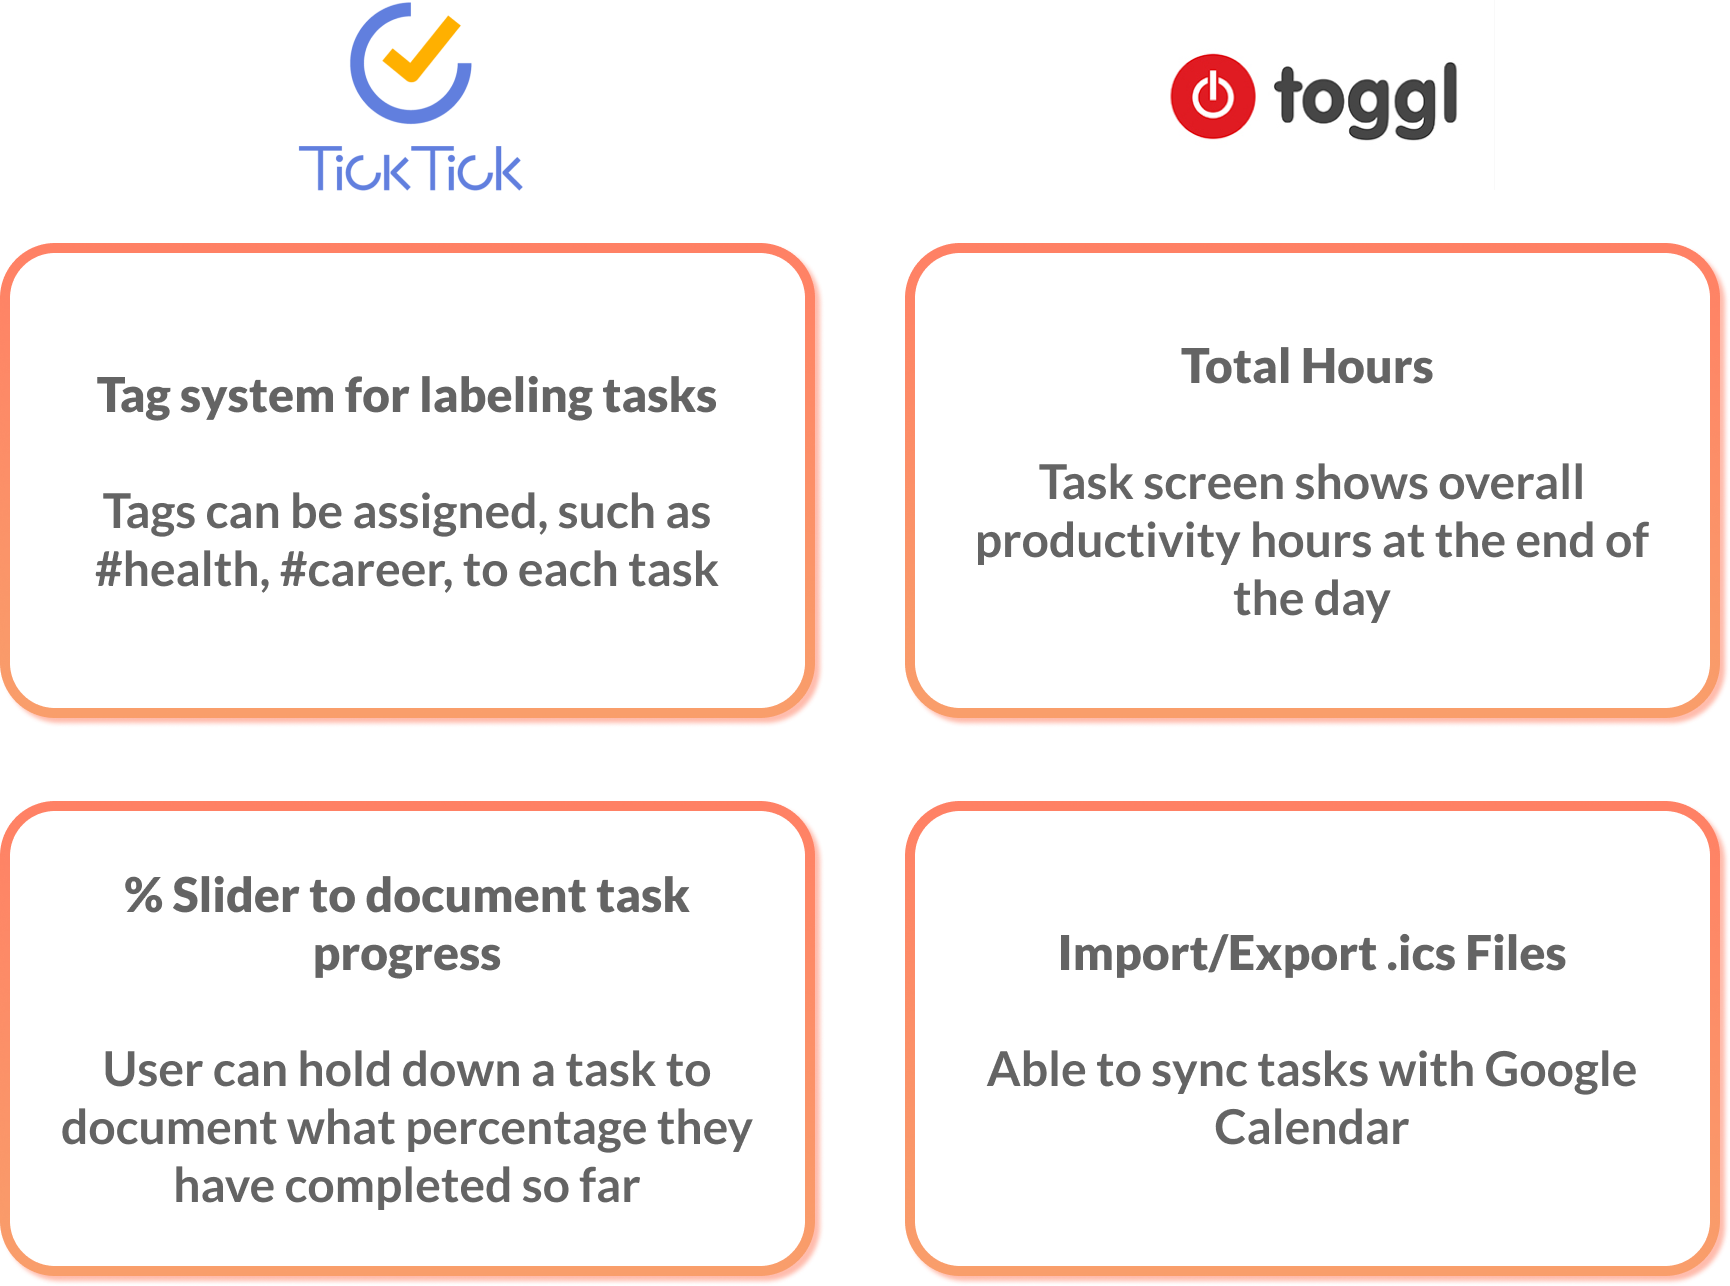 TickTick
toggl
Tag system for labeling tasks
Tags can be assigned, such as
#health, #career, to each task
Total Hours
Task screen shows overall
productivity hours at the end of
the day
% Slider to document task
progress
User can hold down a task to
document what percentage they
have completed so far
Import/Export .ics Files
Able to sync tasks with Google
Calendar